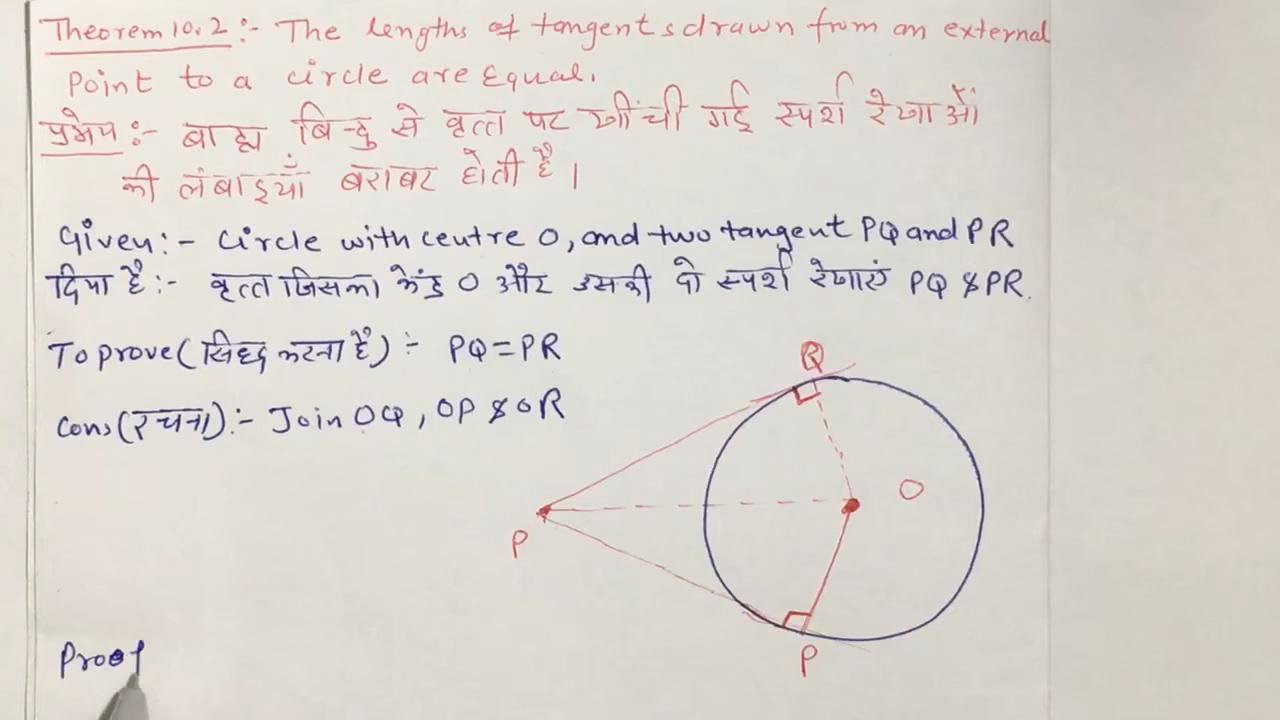 Theorem 10.2 :- The lengths of tangents drawn from an external
Point to a circle are Equal.
प्रमेय :- बाह्य बिन्दु से वृत्त पर खींची गई स्पर्श रेखाओं
की लंबाइयाँ बराबर होती है।
Given :- Circle with centre O, and two tangent PQ and PR
दिया है :- वृत्त जिसका केंद्र O और उसकी दो स्पर्श रेखाएं PQ & PR.
To prove (सिद्ध करना है) :- PQ = PR
Cons (रचना) :- Join OQ, OP & OR
Q
O
P
P
Proof